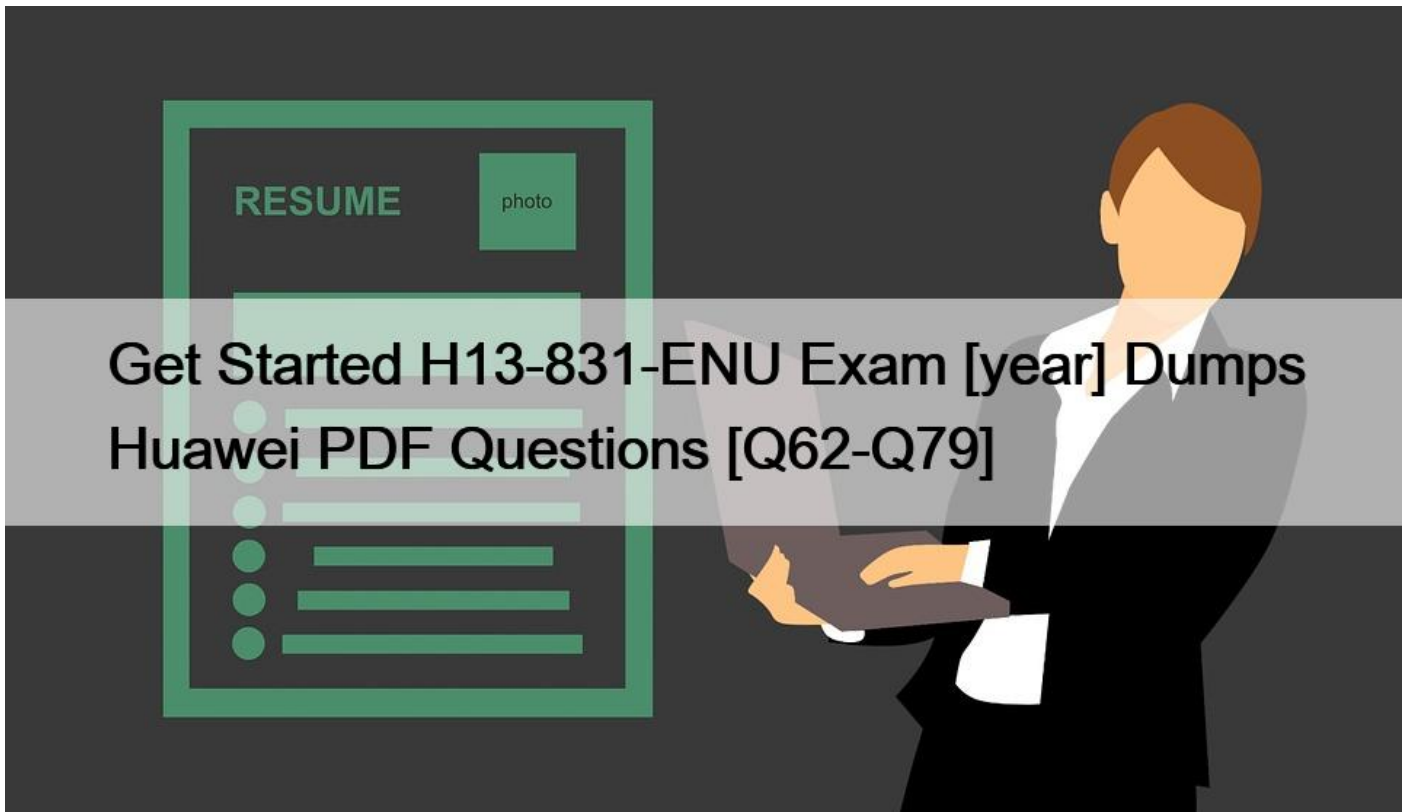 RESUME
photo
Get Started H13-831-ENU Exam [year] Dumps
Huawei PDF Questions [Q62-Q79]